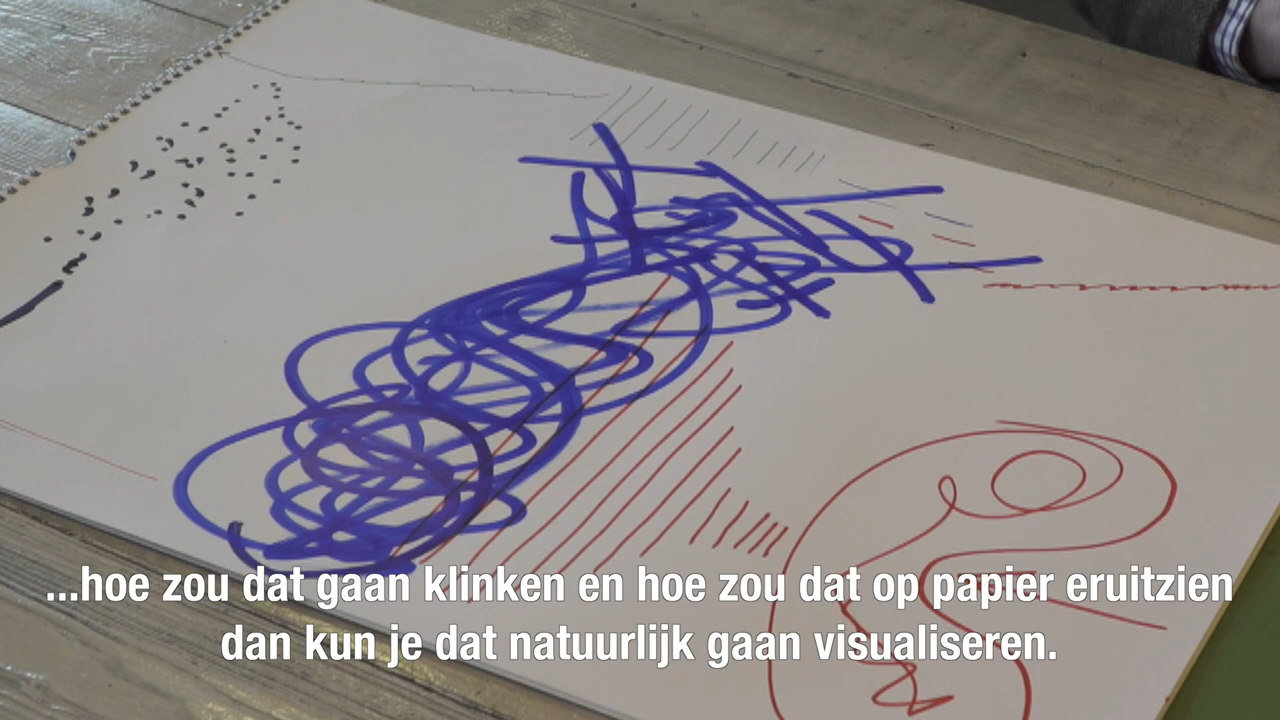 ...hoe zou dat gaan klinken en hoe zou dat op papier eruitzien
dan kun je dat natuurlijk gaan visualiseren.